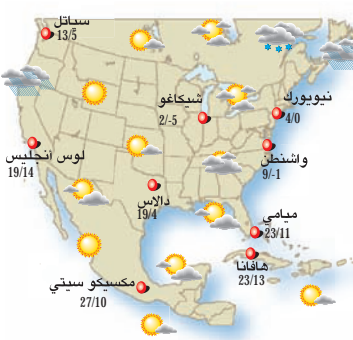 سياتل
13/5
نيويورك
4/0
شيكاغو
2/-5
واشنطن
9/-1
لوس انجليس
19/14
دالاس
19/4
ميامي
23/11
هافانا
23/13
مكسيكو سيتي
27/10